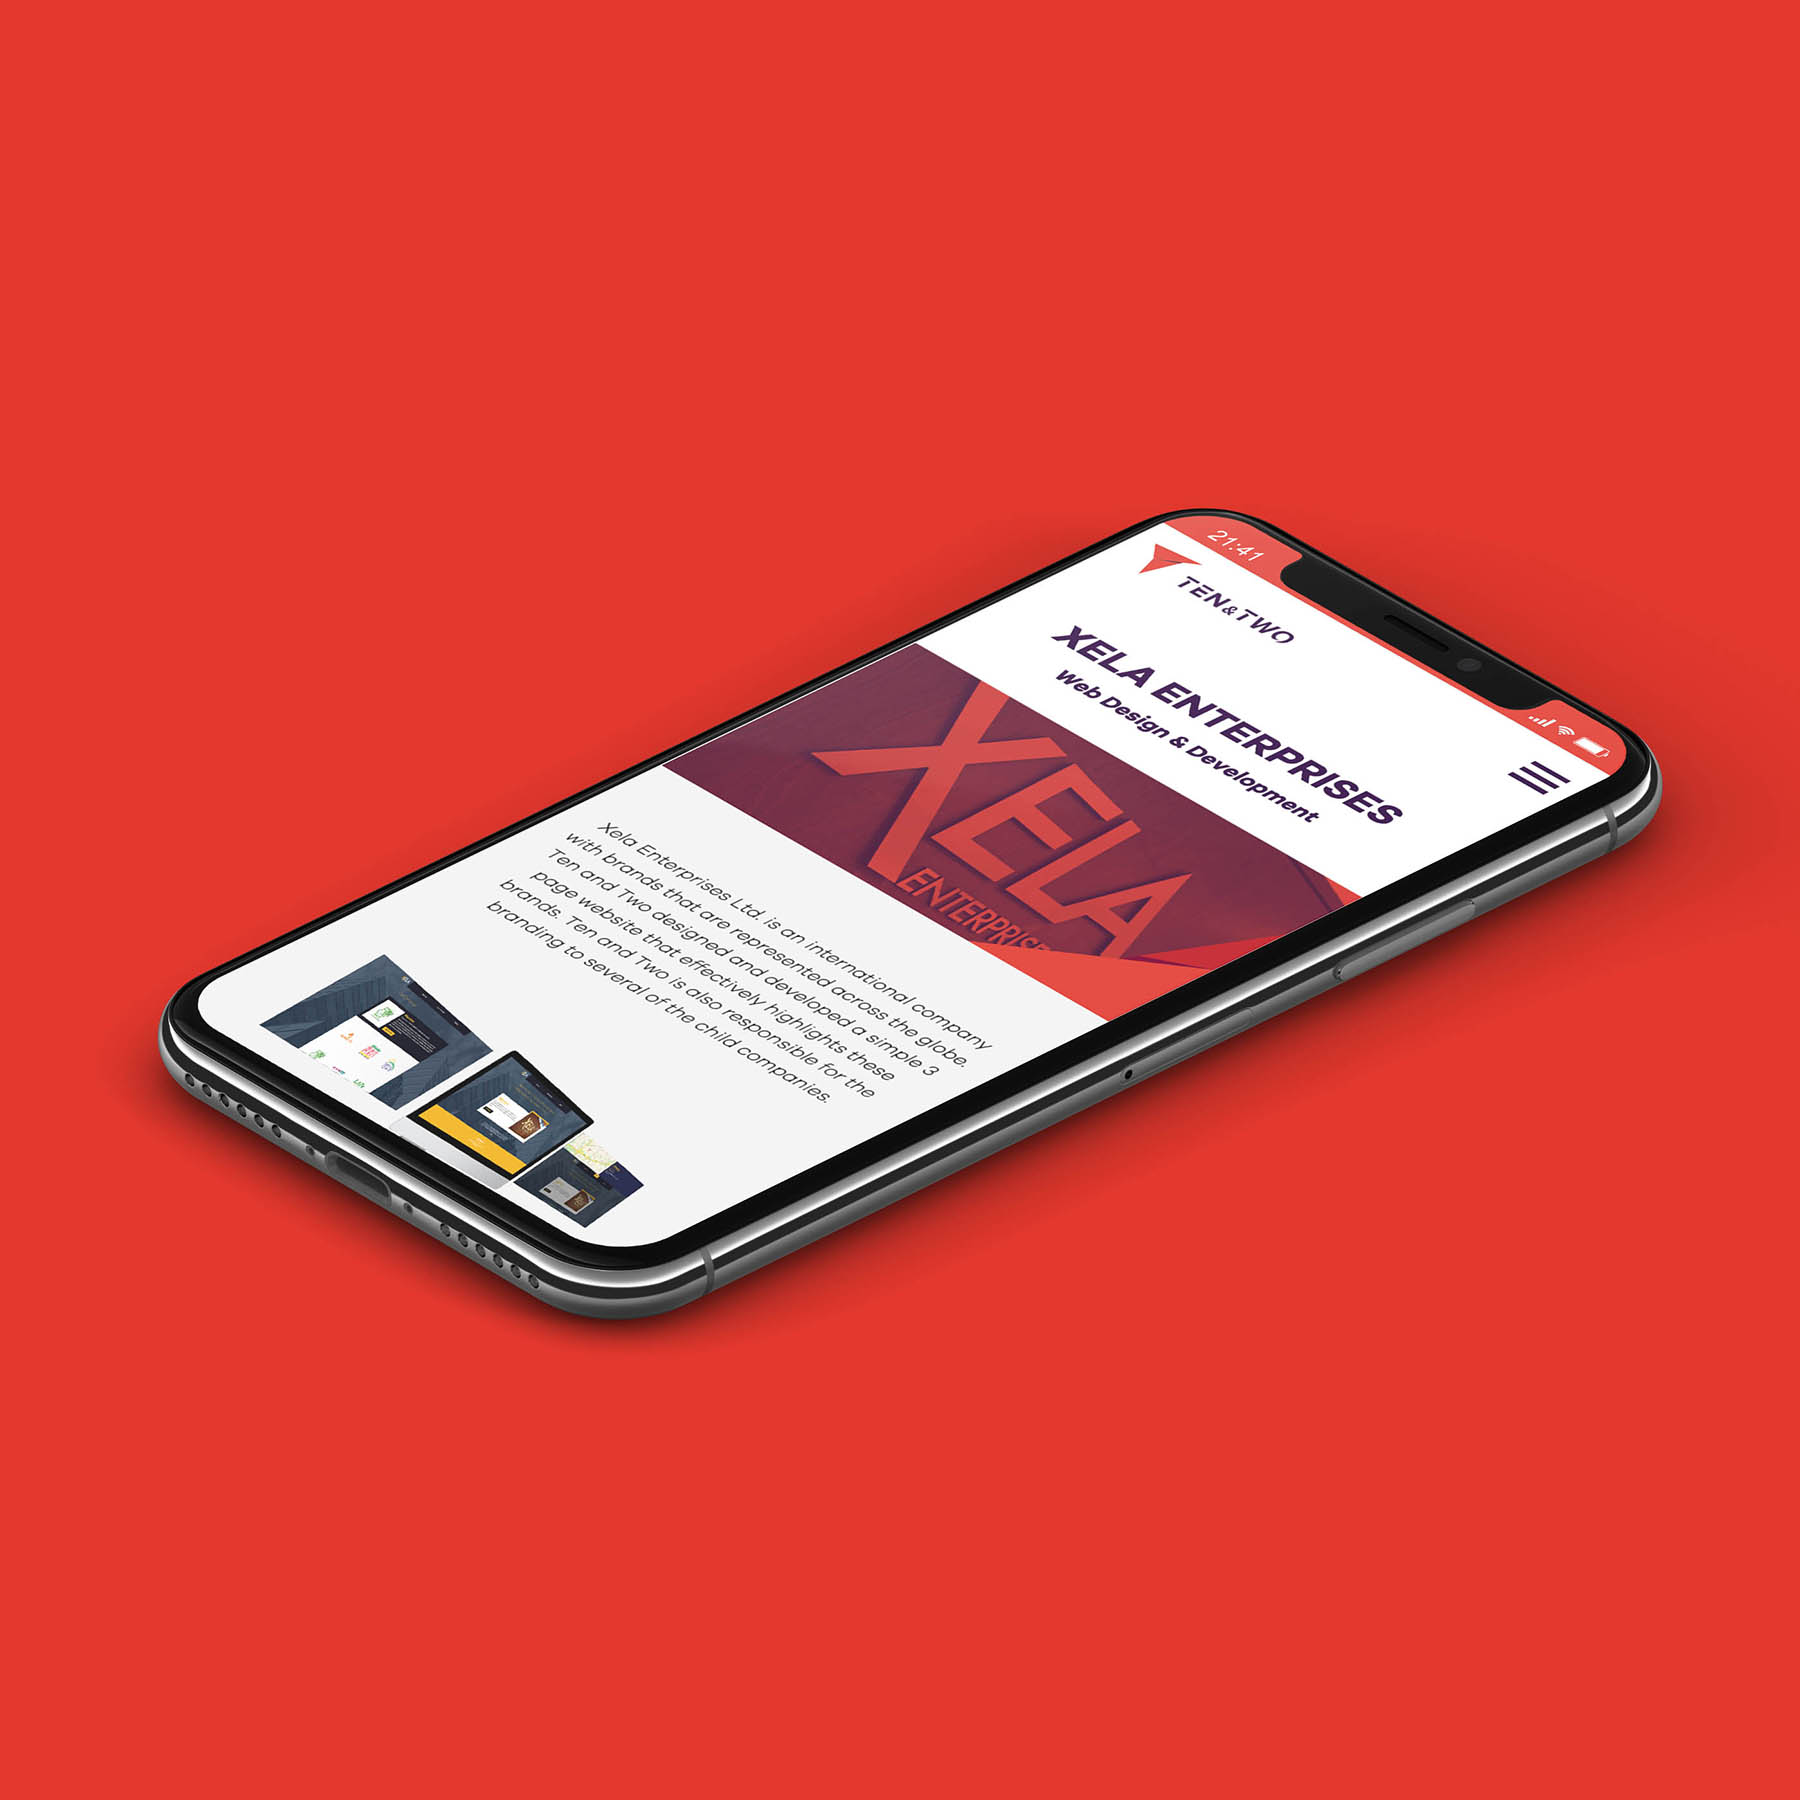 21:41
TEN&TWO
XELA ENTERPRISES
Web Design & Development
XELA
ENTERPRISE
Xela Enterprises Ltd. is an international company
with brands that are represented across the globe.
Ten and Two designed and developed a simple 3
page website that effectively highlights these
brands. Ten and Two is also responsible for the
branding to several of the child companies.